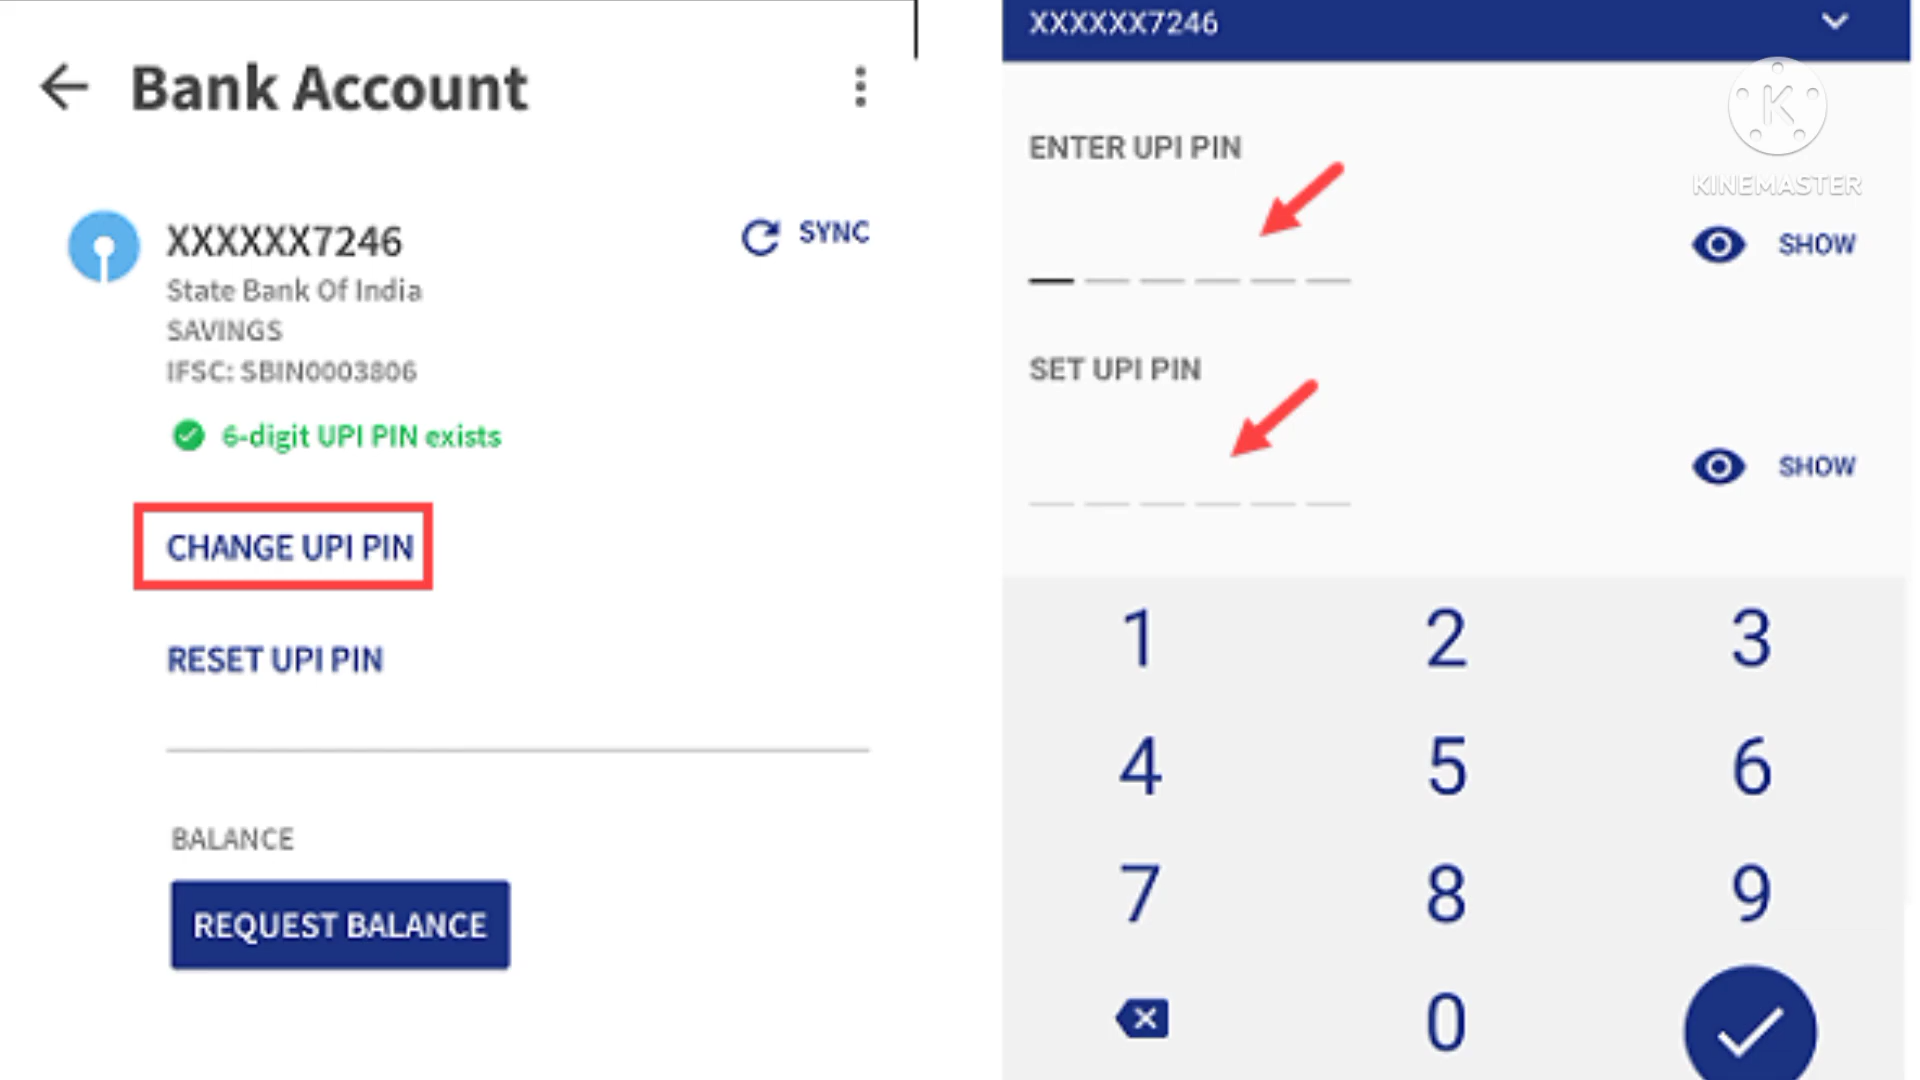 Bank Account
XXXXXX7246
SYNC
State Bank Of India
SAVINGS
IFSC: SBIN0003806
6-digit UPI PIN exists
CHANGE UPI PIN
RESET UPI PIN
BALANCE
REQUEST BALANCE
XXXXXX7246
K
KINEMASTER
ENTER UPI PIN
SHOW
SET UPI PIN
SHOW
1 2 3
4 5 6
7 8 9
0